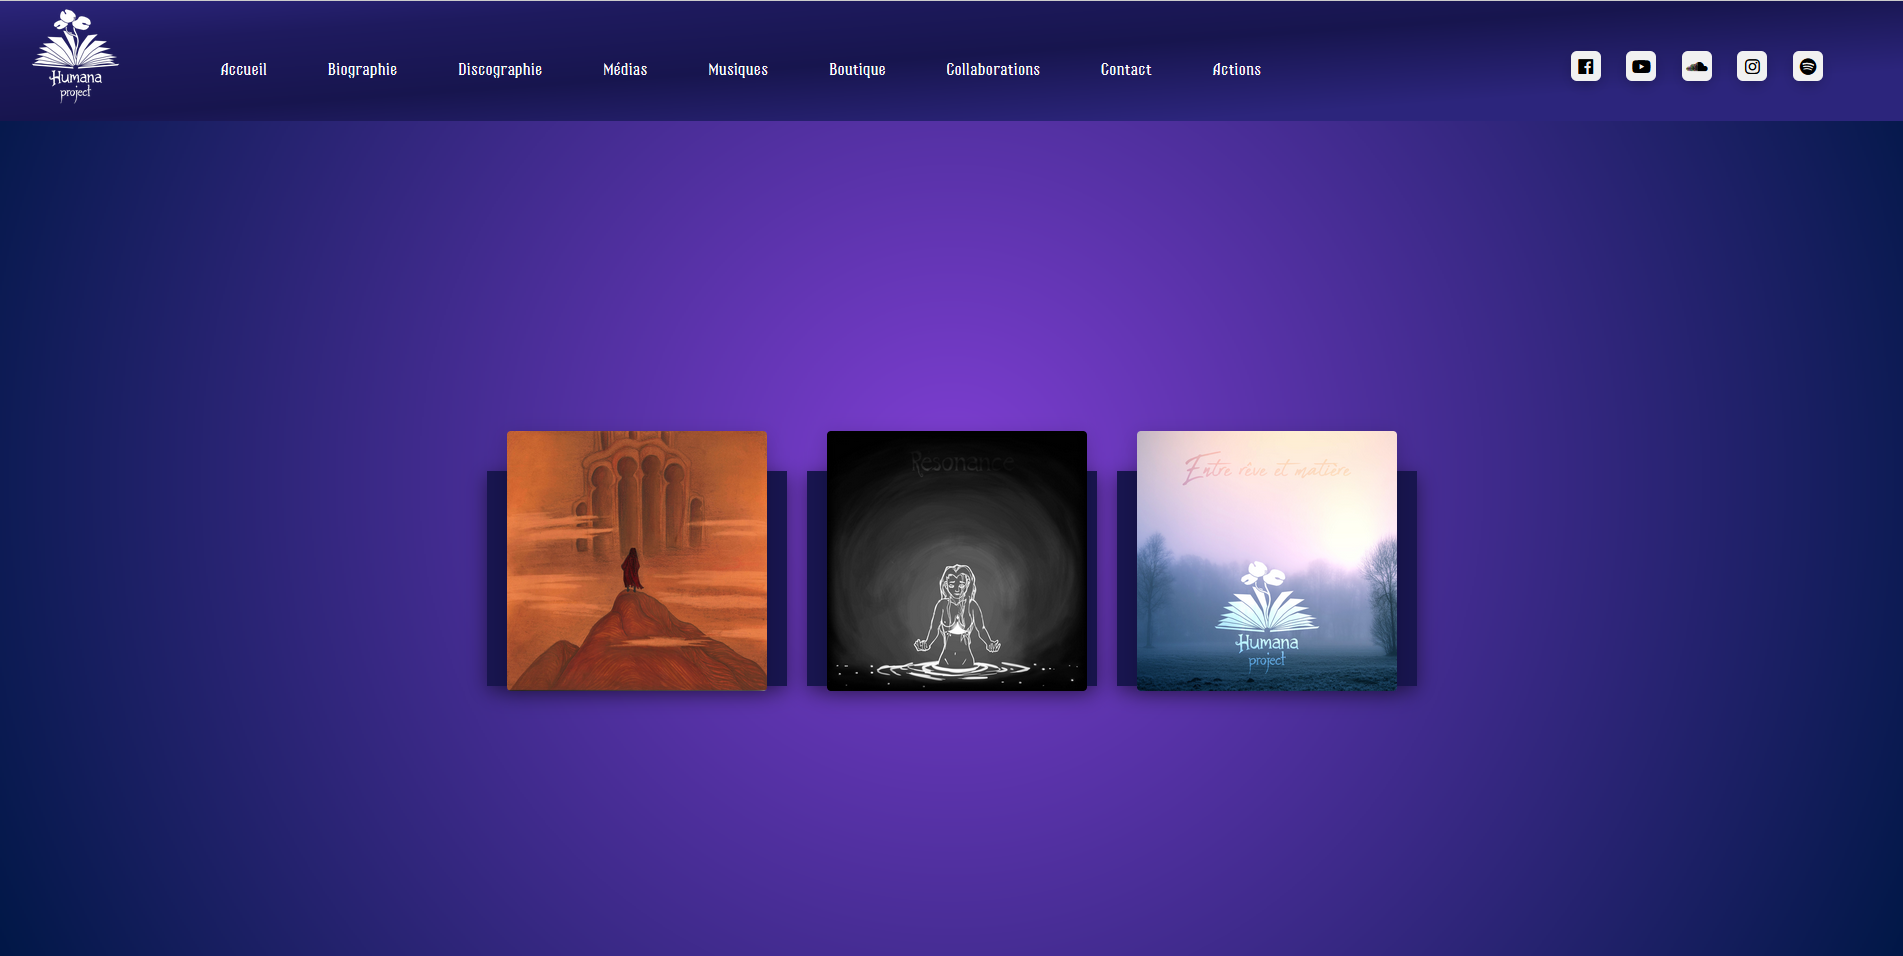 Humana
project
Accueil Biographie Discographie Médias Musiques Boutique Collaborations Contact Actions
Resonance
Entre rêve et matière
Humana
project